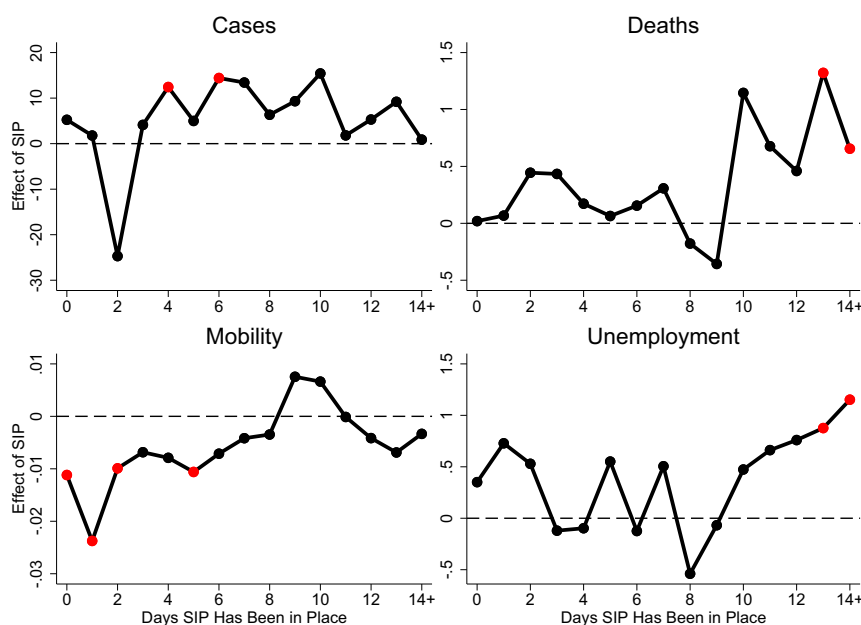 Cases
Effect of SIP
20
10
0
-10
-20
-30
0 2 4 6 8 10 12 14+
Deaths
1.5
1
.5
0
-.5
0 2 4 6 8 10 12 14+
Mobility
Effect of SIP
.01
0
-.01
-.02
-.03
0 2 4 6 8 10 12 14+
Days SIP Has Been in Place
Unemployment
1.5
1
.5
0
-.5
0 2 4 6 8 10 12 14+
Days SIP Has Been in Place